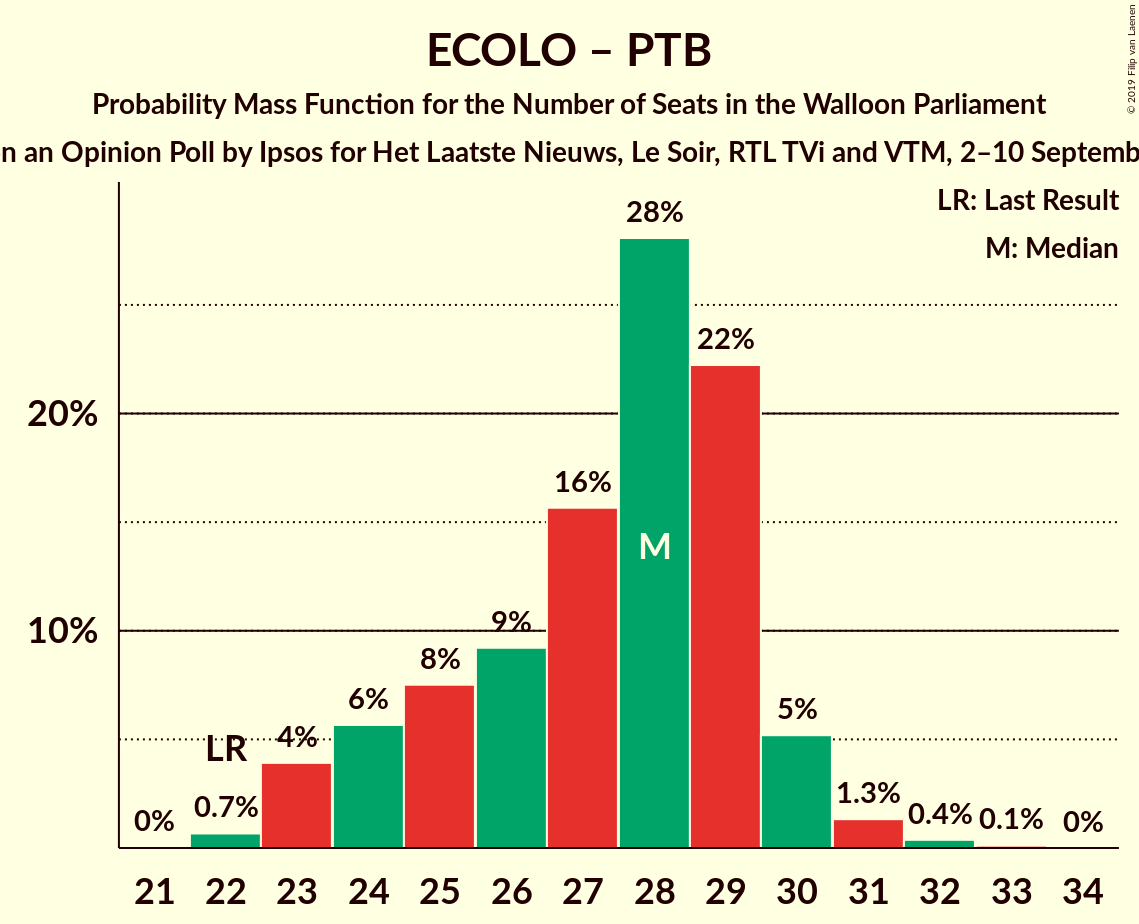 ECOLO – PTB
Probability Mass Function for the Number of Seats in the Walloon Parliament
n an Opinion Poll by Ipsos for Het Laatste Nieuws, Le Soir, RTL TVi and VTM, 2–10 Septemb
© 2019 Filip van Laenen
LR: Last Result
M: Median
28%
22%
20%
16%
M
10%
9%
8%
6%
5%
4%
LR
1.3%
0.7%
0.4%
0.1%
0%
0%
21 22 23 24 25 26 27 28 29 30 31 32 33 34